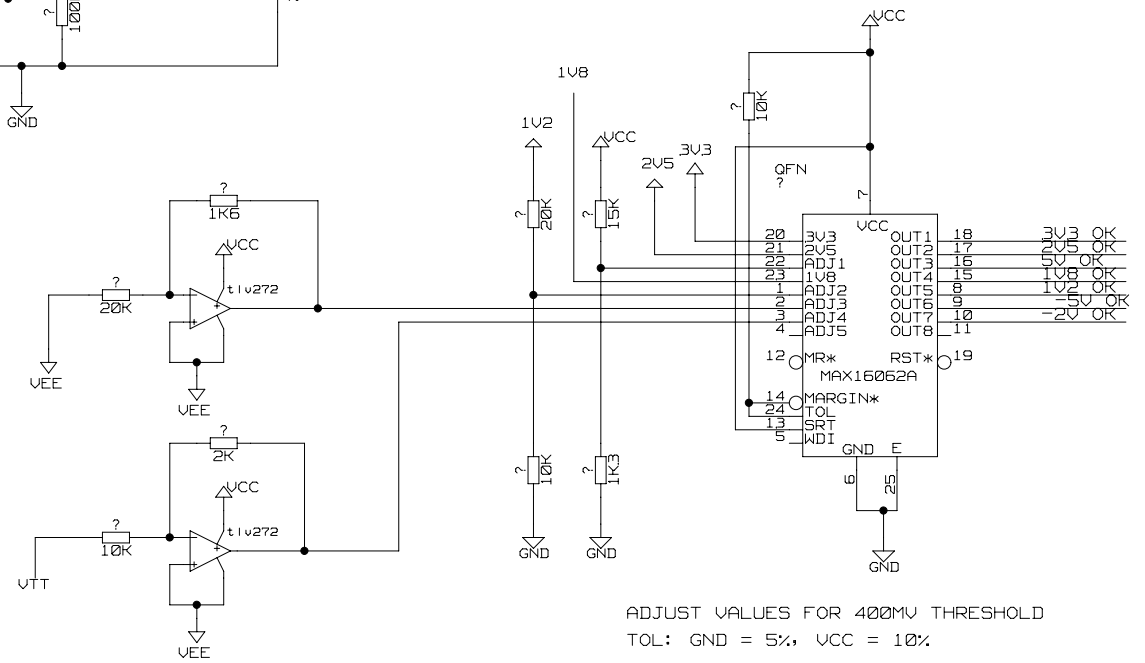 VCC
?
100
GND
1V8
?
10K
1V2
VCC
2V5
3V3
QFN
?
7
VCC
?
1K6
?
20K
?
15K
VCC
tlv272
?
20K
VEE
VEE
20 3V3 OUT1 18 3V3 OK
21 2V5 OUT2 17 2V5 OK
22 ADJ1 OUT3 16 5V OK
23 1V8 OUT4 15 1V8 OK
1 ADJ2 OUT5 8 1V2 OK
2 ADJ3 OUT6 9 -5V OK
3 ADJ4 OUT7 10 -2V OK
4 ADJ5 OUT8 11
12 MR* RST* 19
MAX16062A
14 MARGIN*
24 TOL
13 SRT
5 WDI
GND E
6 25
GND
?
2K
VCC
tlv272
?
10K
VTT
VEE
?
10K
?
1K3
GND
GND
ADJUST VALUES FOR 400MV THRESHOLD
TOL: GND = 5%, VCC = 10%